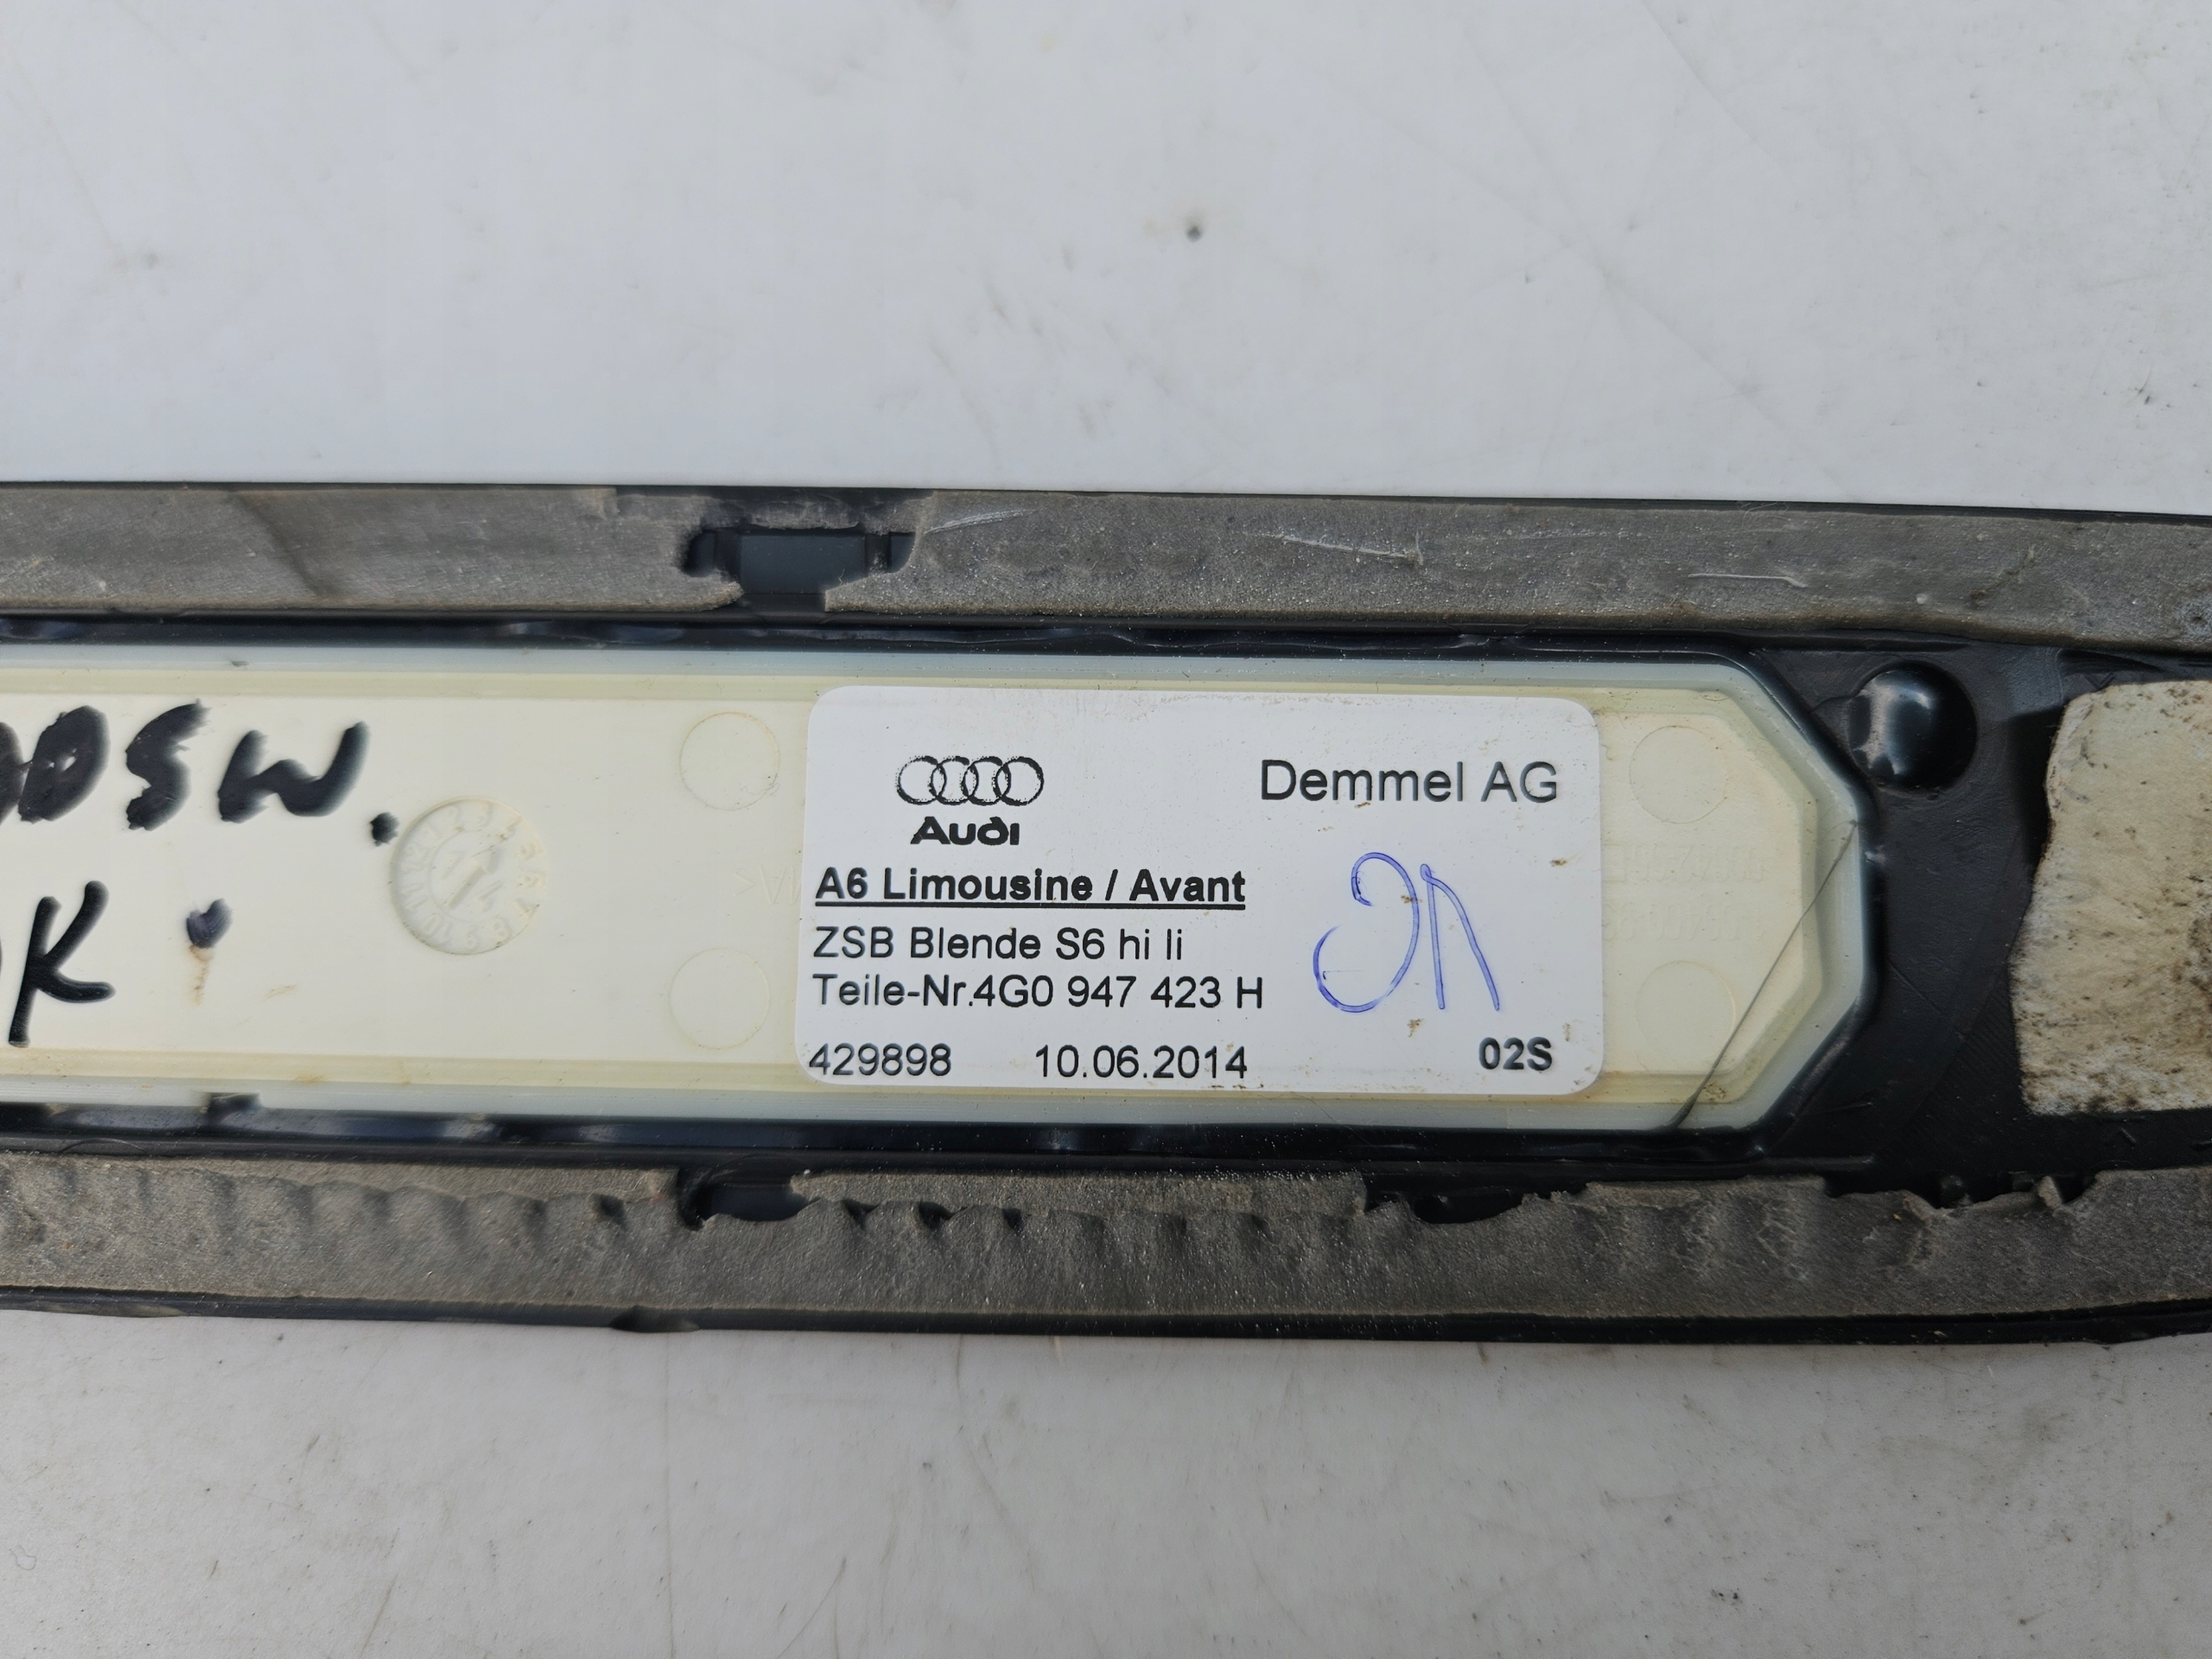 Audi
Demmel AG
A6 Limousine / Avant
ZSB Blende S6 hi li
Teile-Nr.4G0 947 423 H
429898 10.06.2014 02S